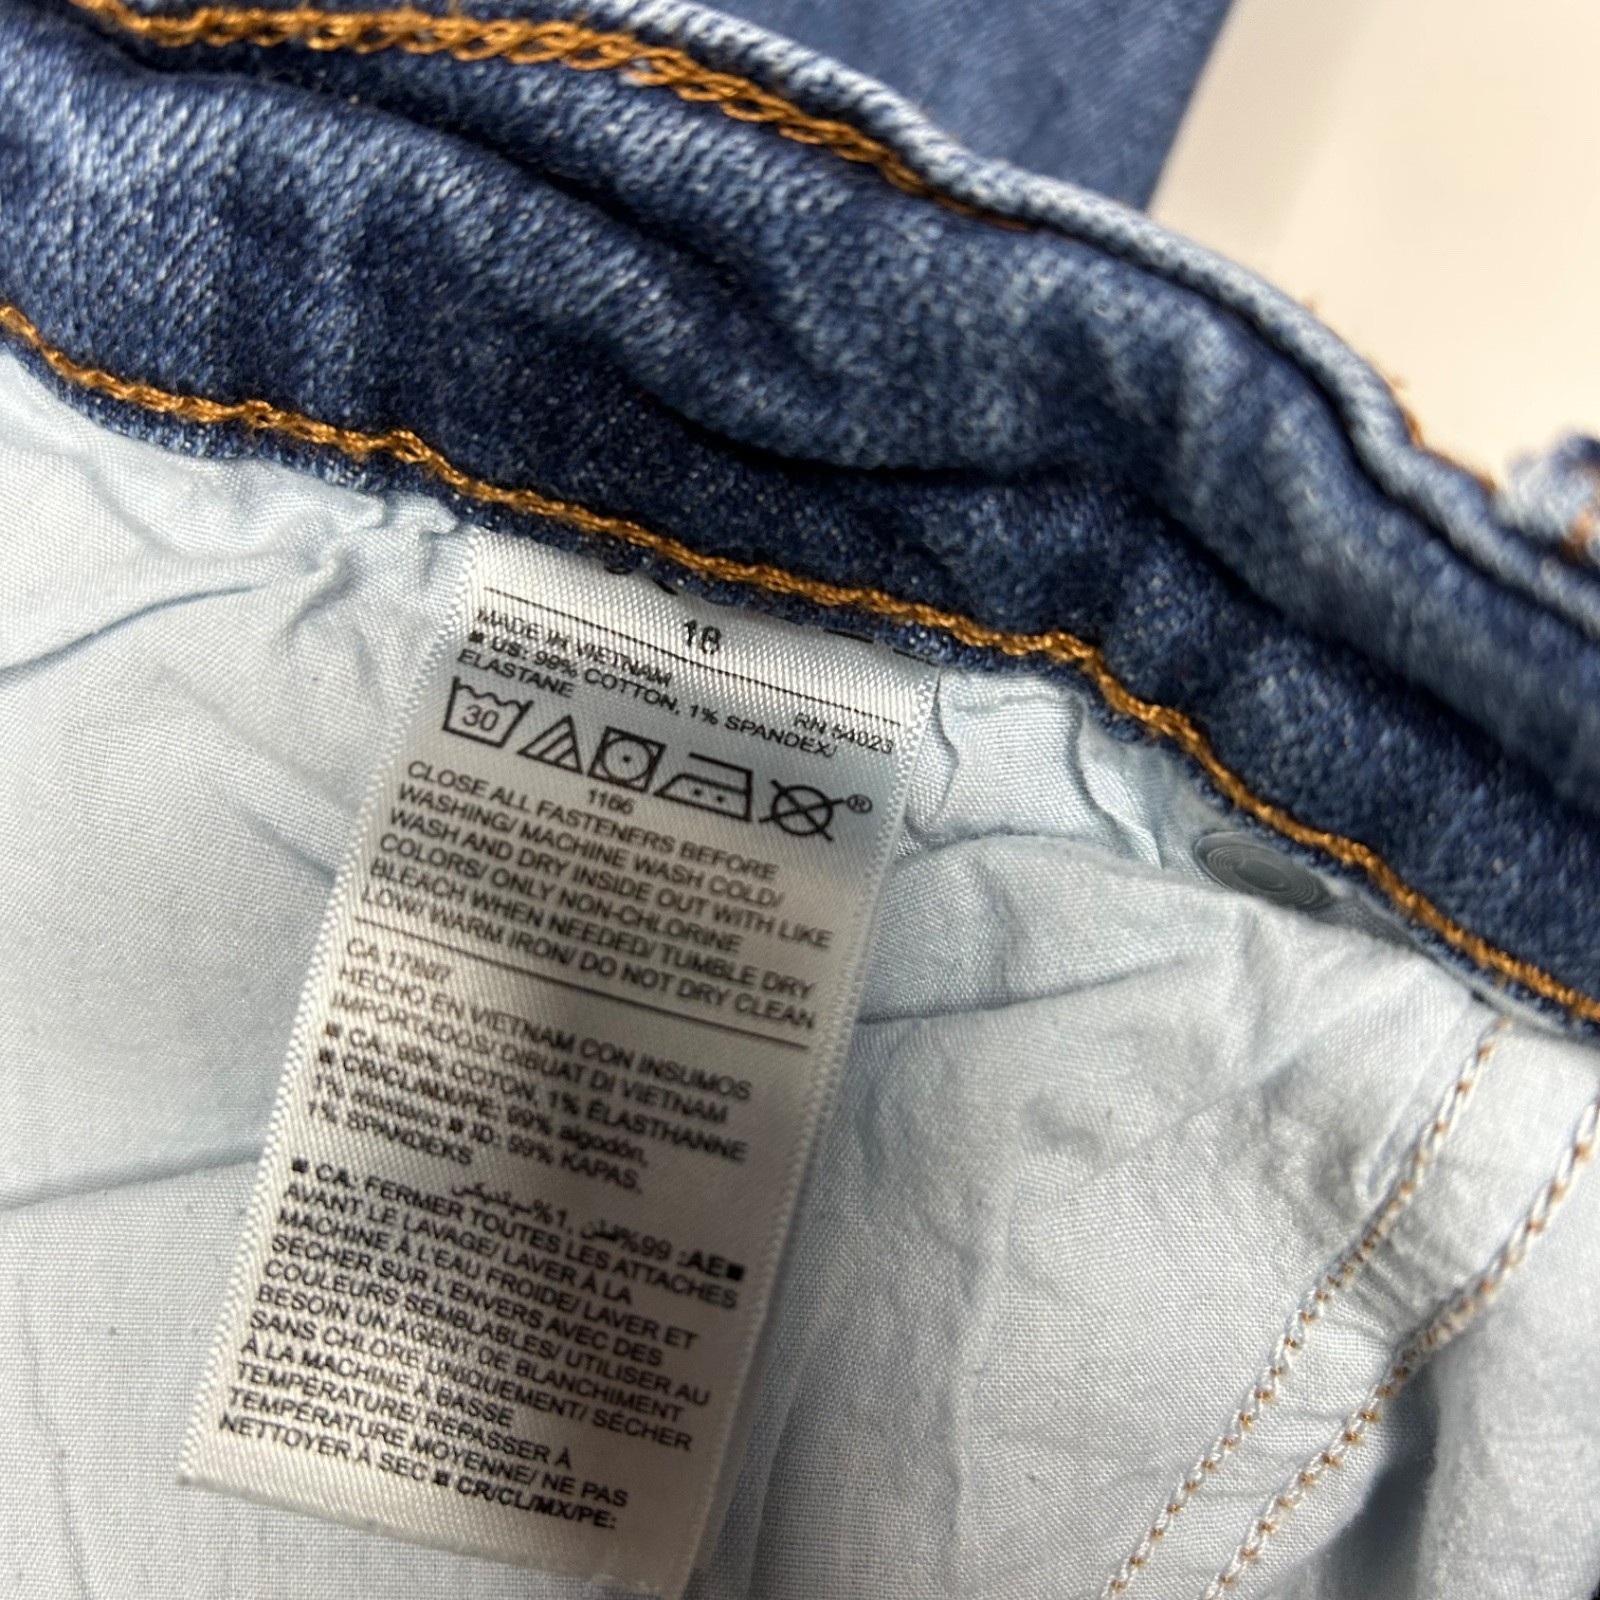 18
MADE IN VIETNAM
RN 54023
■ US: 99% COTTON, 1% SPANDEX/
ELASTANE
30
®
1166
CLOSE ALL FASTENERS BEFORE
WASHING/ MACHINE WASH COLD/
WASH AND DRY INSIDE OUT WITH LIKE
COLORS/ ONLY NON-CHLORINE
BLEACH WHEN NEEDED/ TUMBLE DRY
LOW/ WARM IRON/ DO NOT DRY CLEAN
CA 17897
HECHO EN VIETNAM CON INSUMOS
IMPORTADOS/ DIBUAT DI VIETNAM
■ CA: 99% COTON, 1% ÉLASTHANNE
■ CR/CL/MX/PE: 99% algodón,
1% elastano ■ ID: 99% KAPAS,
1% SPANDEKS
■AE: 99%قطن, 1%سباندكس
■ CA. FERMER TOUTES LES ATTACHES
AVANT LE LAVAGE/ LAVER À LA
MACHINE À L'EAU FROIDE/ LAVER ET
SÉCHER SUR L'ENVERS AVEC DES
COULEURS SEMBLABLES/ UTILISER AU
BESOIN UN AGENT DE BLANCHIMENT
SANS CHLORE UNIQUEMENT/ SÉCHER
À LA MACHINE À BASSE
TEMPÉRATURE/ REPASSER À
TEMPÉRATURE MOYENNE/ NE PAS
NETTOYER À SEC ■ CR/CL/MX/PE: